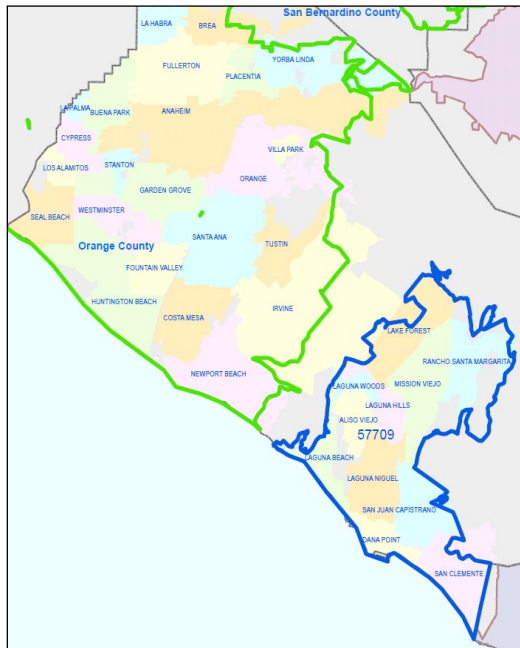 San Bernardino County
LA HABRA
BREA
FULLERTON
YORBA LINDA
PLACENTIA
LA PALMA
BUENA PARK
ANAHEIM
CYPRESS
VILLA PARK
LOS ALAMITOS
STANTON
ORANGE
GARDEN GROVE
SEAL BEACH
WESTMINSTER
SANTA ANA
TUSTIN
Orange County
FOUNTAIN VALLEY
HUNTINGTON BEACH
IRVINE
COSTA MESA
LAKE FOREST
RANCHO SANTA MARGARITA
NEWPORT BEACH
LAGUNA WOODS
MISSION VIEJO
LAGUNA HILLS
ALISO VIEJO
57709
LAGUNA BEACH
LAGUNA NIGUEL
SAN JUAN CAPISTRANO
DANA POINT
SAN CLEMENTE